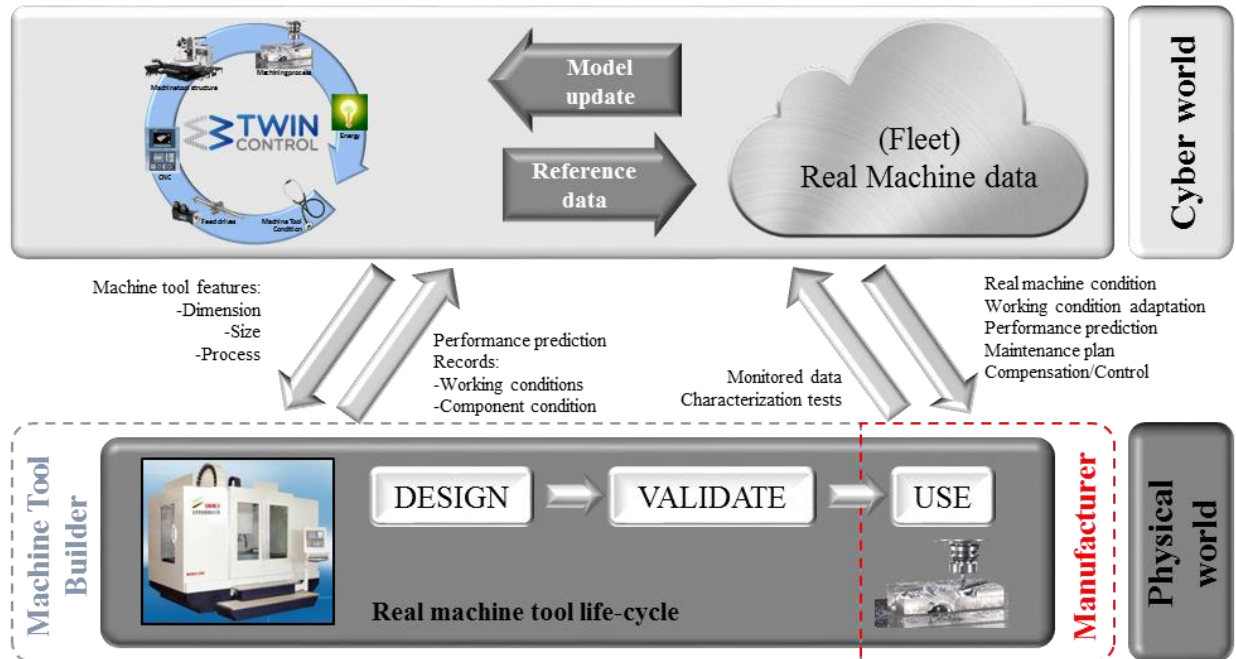 Machine tool structure
Machining process
TWIN
CONTROL
Energy
CNC
Feed drives
Machine Tool
Condition
Model
update
Reference
data
(Fleet)
Real Machine data
Cyber world
Machine tool features:
-Dimension
-Size
-Process
Performance prediction
Records:
-Working conditions
-Component condition
Monitored data
Characterization tests
Real machine condition
Working condition adaptation
Performance prediction
Maintenance plan
Compensation/Control
Machine Tool
Builder
DESIGN
VALIDATE
USE
Real machine tool life-cycle
Manufacturer
Physical
world